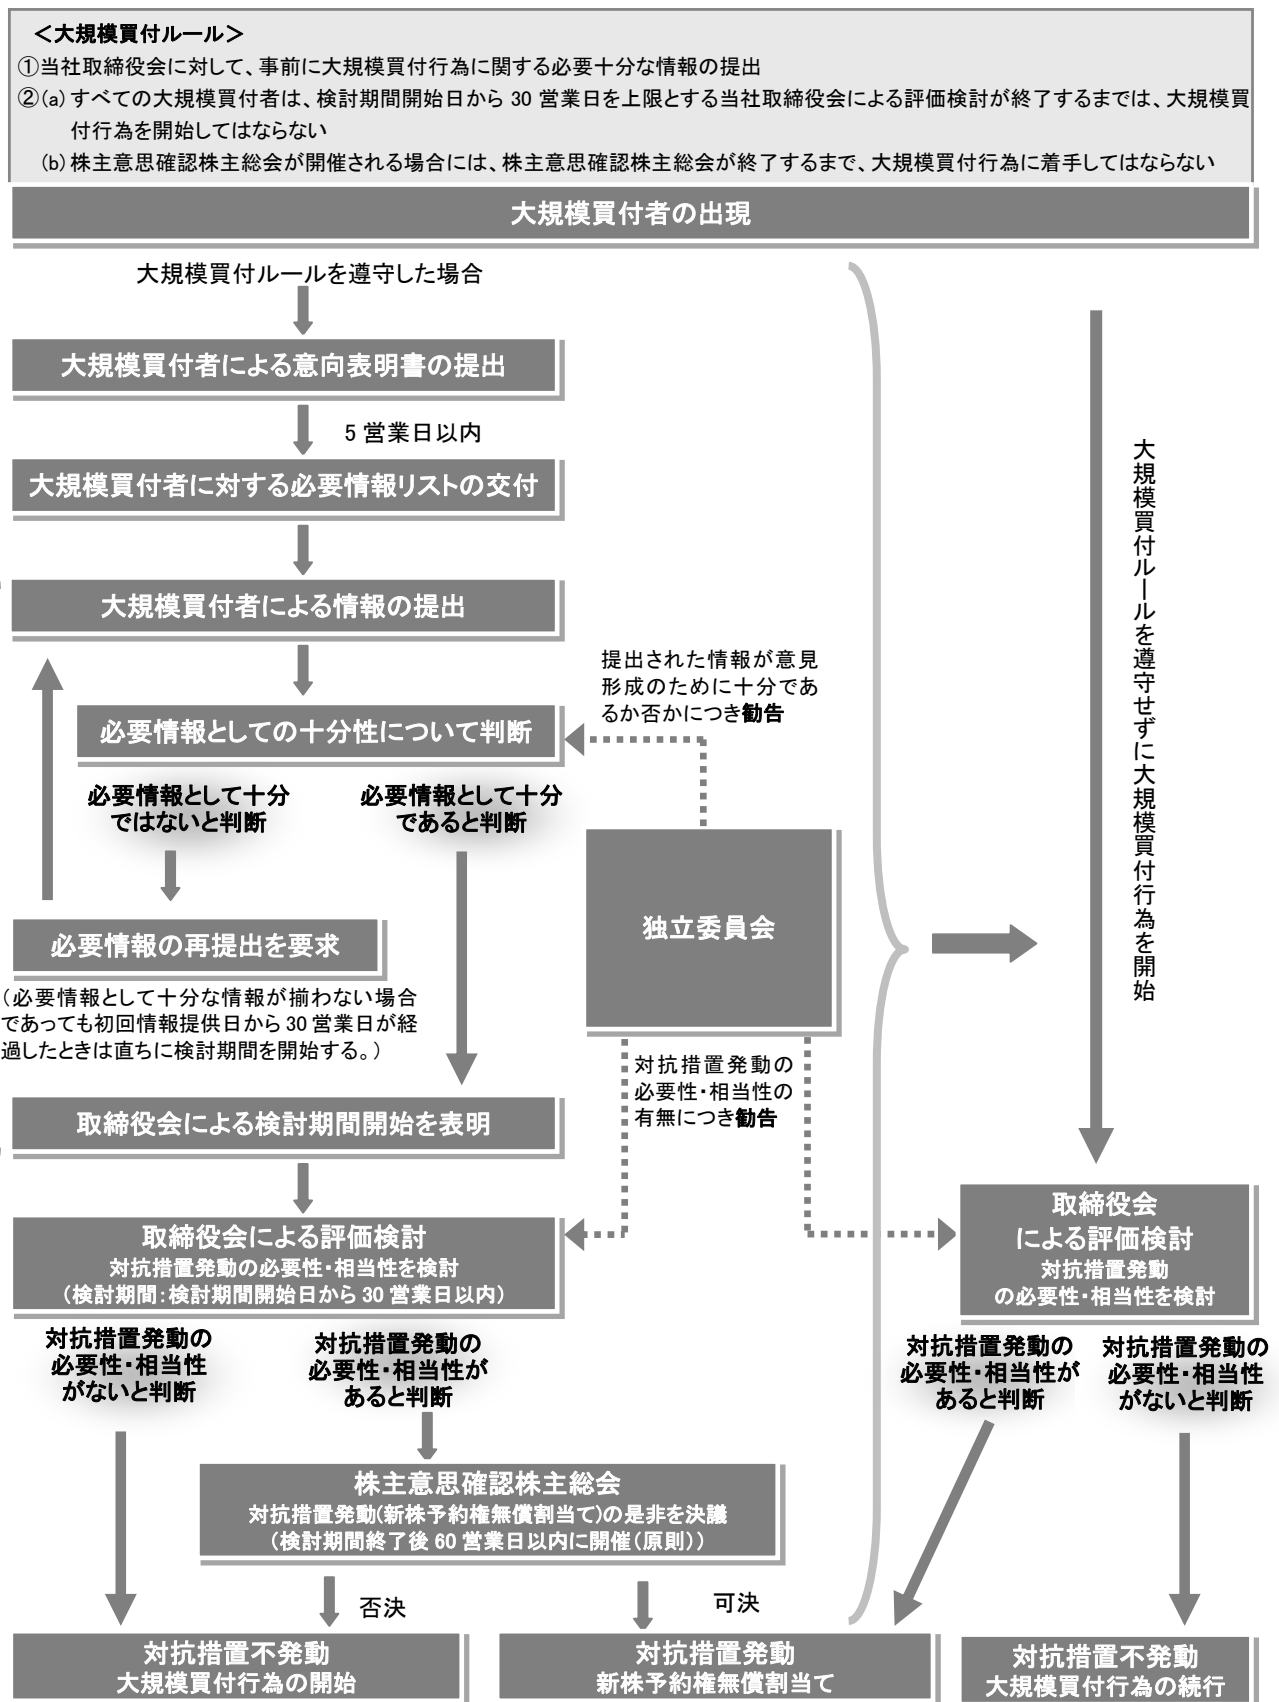 ＜大規模買付ルール＞
①当社取締役会に対して、事前に大規模買付行為に関する必要十分な情報の提出
②(a) すべての大規模買付者は、検討期間開始日から 30 営業日を上限とする当社取締役会による評価検討が終了するまでは、大規模買
付行為を開始してはならない
(b) 株主意思確認株主総会が開催される場合には、株主意思確認株主総会が終了するまで、大規模買付行為に着手してはならない
大規模買付者の出現
大規模買付ルールを遵守した場合
大規模買付者による意向表明書の提出
5 営業日以内
大規模買付者に対する必要情報リストの交付
大規模買付者による情報の提出
提出された情報が意見
形成のために十分であ
るか否かにつき勧告
必要情報としての十分性について判断
必要情報として十分
ではないと判断
必要情報として十分
であると判断
独立委員会
必要情報の再提出を要求
（必要情報として十分な情報が揃わない場合
であっても初回情報提供日から 30 営業日が経
過したときは直ちに検討期間を開始する。）
対抗措置発動の
必要性・相当性の
有無につき勧告
取締役会による検討期間開始を表明
取締役会による評価検討
対抗措置発動の必要性・相当性を検討
（検討期間：検討期間開始日から 30 営業日以内）
対抗措置発動の
必要性・相当性
がないと判断
対抗措置発動の
必要性・相当性が
あると判断
株主意思確認株主総会
対抗措置発動(新株予約権無償割当て)の是非を決議
（検討期間終了後 60 営業日以内に開催（原則））
否決
可決
対抗措置不発動
大規模買付行為の開始
対抗措置発動
新株予約権無償割当て
大規模買付ルールを遵守せずに大規模買付行為を開始
取締役会
による評価検討
対抗措置発動
の必要性・相当性を検討
対抗措置発動の
必要性・相当性が
あると判断
対抗措置発動の
必要性・相当性
がないと判断
対抗措置不発動
大規模買付行為の続行